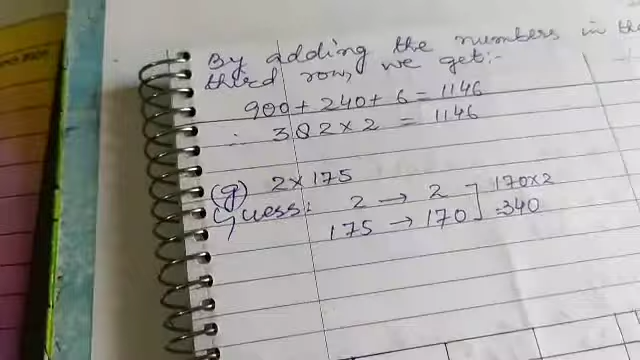 By adding the numbers in the
third row, we get:-
900 + 240 + 6 = 1146
∴ 382 × 2 = 1146
(g) 2 × 175
Guess: 2 → 2 ] 170×2
175 → 170 ] =340